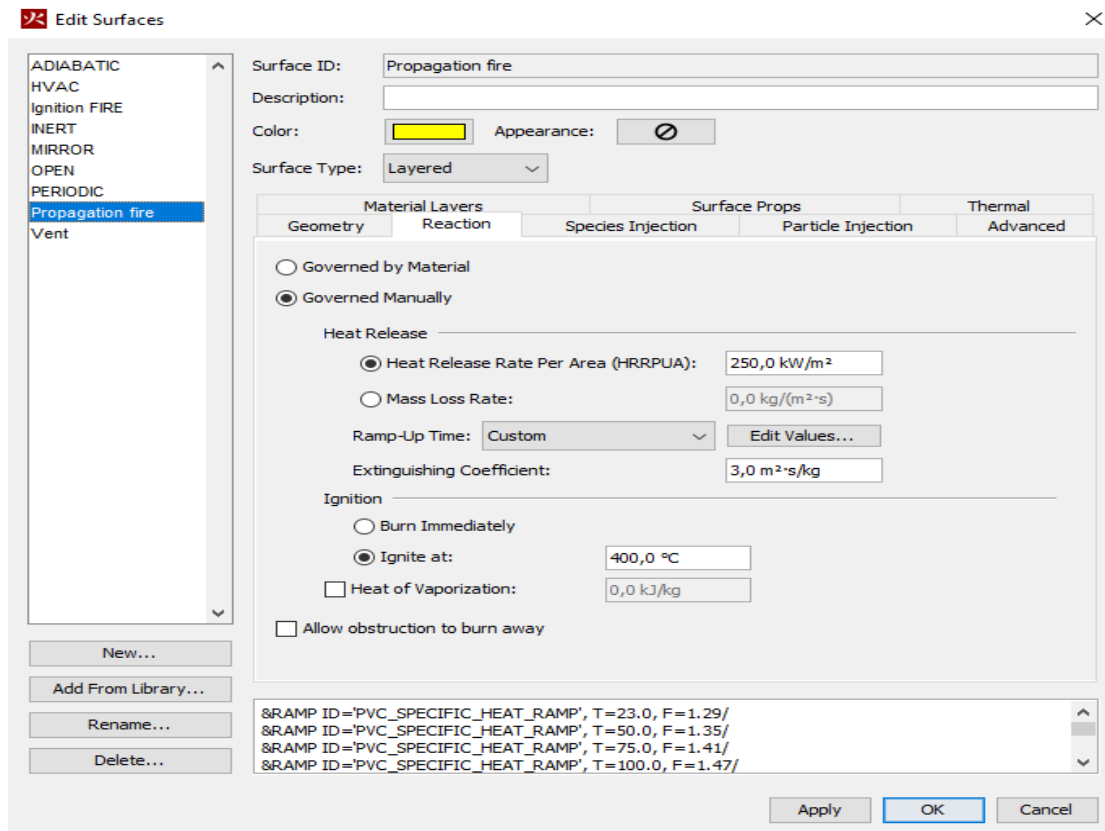 Edit Surfaces
ADIABATIC
HVAC
Ignition FIRE
INERT
MIRROR
OPEN
PERIODIC
Propagation fire
Vent
New...
Add From Library...
Rename...
Delete...
Surface ID: Propagation fire
Description:
Color: Appearance:
Surface Type: Layered
Material Layers Surface Props Thermal
Geometry Reaction Species Injection Particle Injection Advanced
Governed by Material
Governed Manually
Heat Release
Heat Release Rate Per Area (HRRPUA): 250,0 kW/m²
Mass Loss Rate: 0,0 kg/(m²·s)
Ramp-Up Time: Custom Edit Values...
Extinguishing Coefficient: 3,0 m²·s/kg
Ignition
Burn Immediately
Ignite at: 400,0 °C
Heat of Vaporization: 0,0 kJ/kg
Allow obstruction to burn away
&RAMP ID='PVC_SPECIFIC_HEAT_RAMP', T=23.0, F=1.29/
&RAMP ID='PVC_SPECIFIC_HEAT_RAMP', T=50.0, F=1.35/
&RAMP ID='PVC_SPECIFIC_HEAT_RAMP', T=75.0, F=1.41/
&RAMP ID='PVC_SPECIFIC_HEAT_RAMP', T=100.0, F=1.47/
Apply OK Cancel